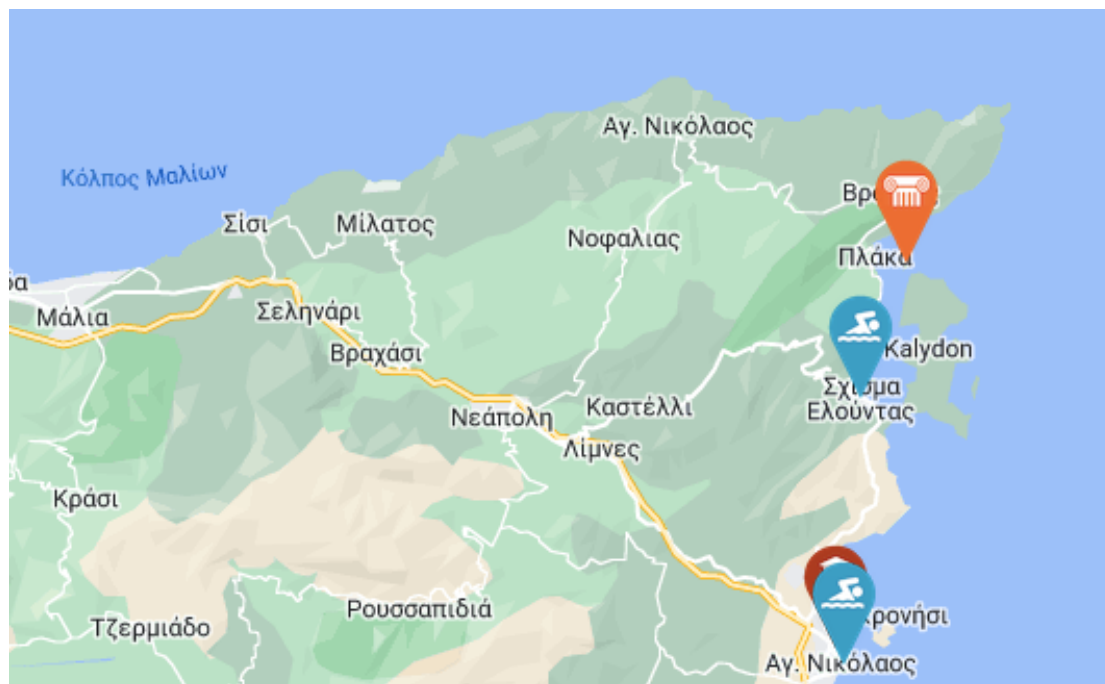 Αγ. Νικόλαος
Κόλπος Μαλίων
Σίσι
Μίλατος
Νοφαλιας
Πλάκα
Μάλια
Σεληνάρι
Βραχάσι
Kalydon
Σχίσμα
Ελούντας
Καστέλλι
Νεάπολη
Λίμνες
Κράσι
Ρουσσαπιδιά
Τζερμιάδο
Αγ. Νικόλαος